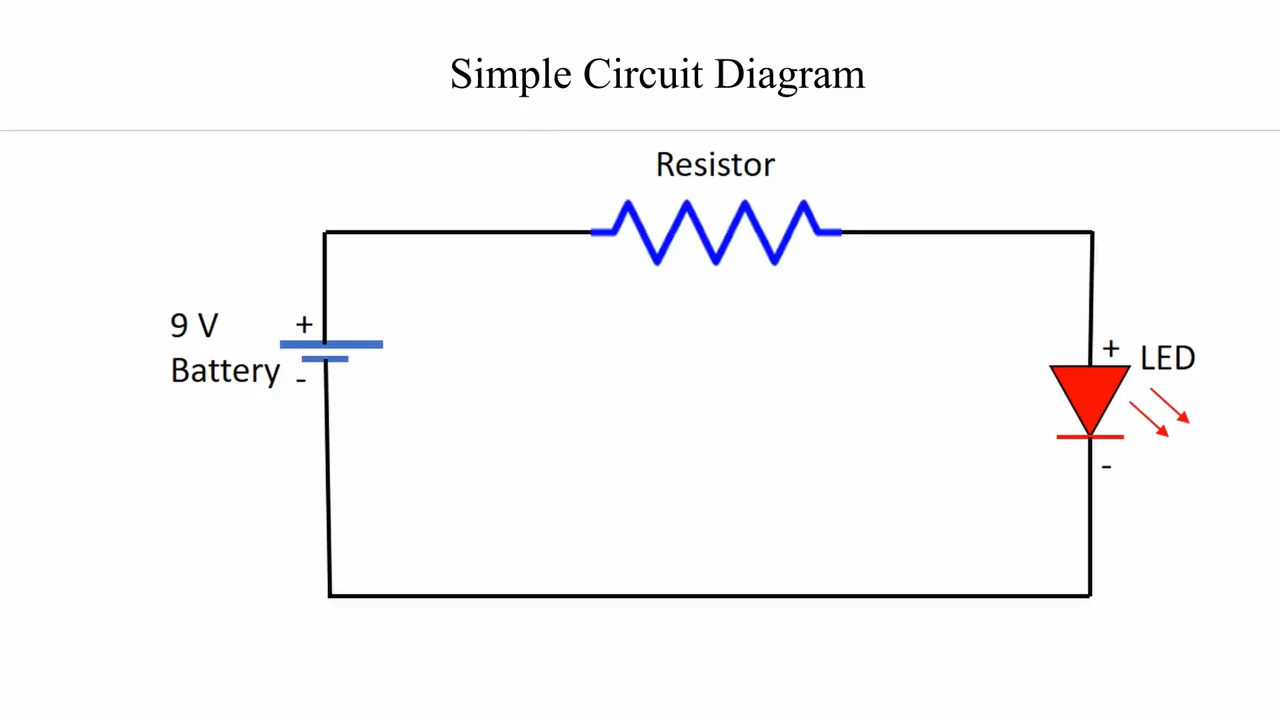 Simple Circuit Diagram
Resistor
9 V
Battery
+
-
+
LED
-